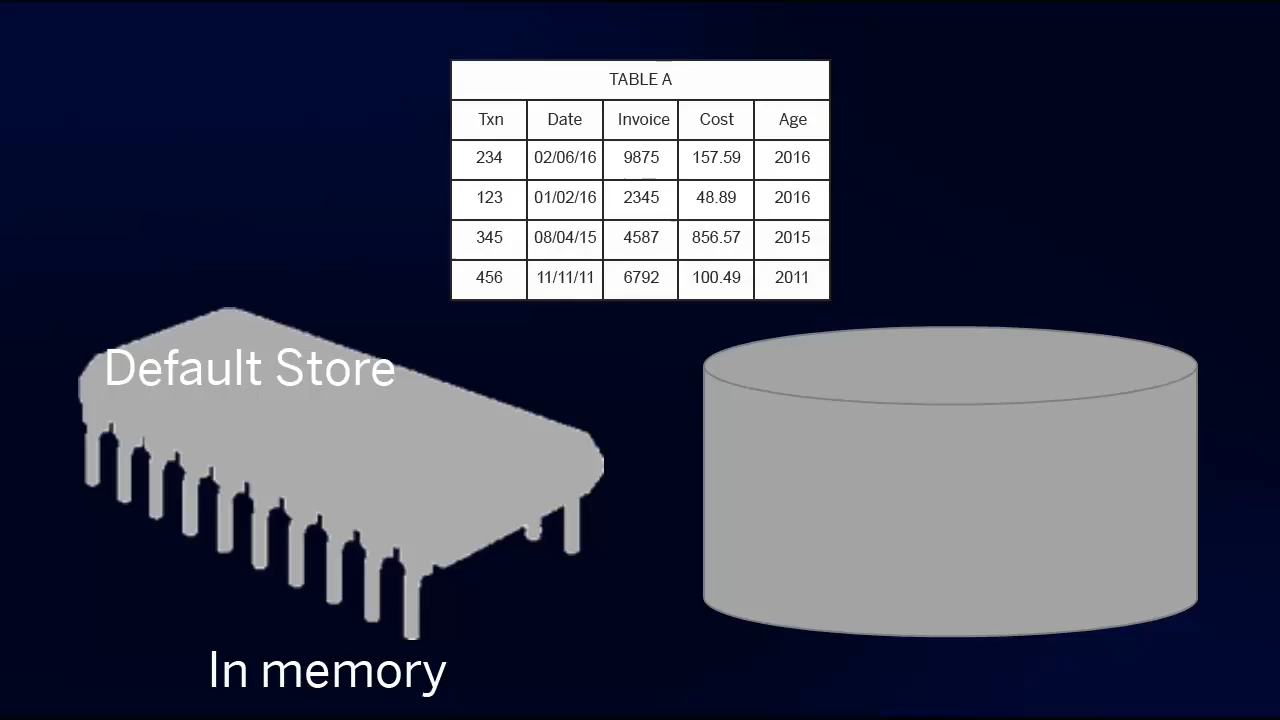 TABLE A
Txn Date Invoice Cost Age
234 02/06/16 9875 157.59 2016
123 01/02/16 2345 48.89 2016
345 08/04/15 4587 856.57 2015
456 11/11/11 6792 100.49 2011
Default Store
In memory